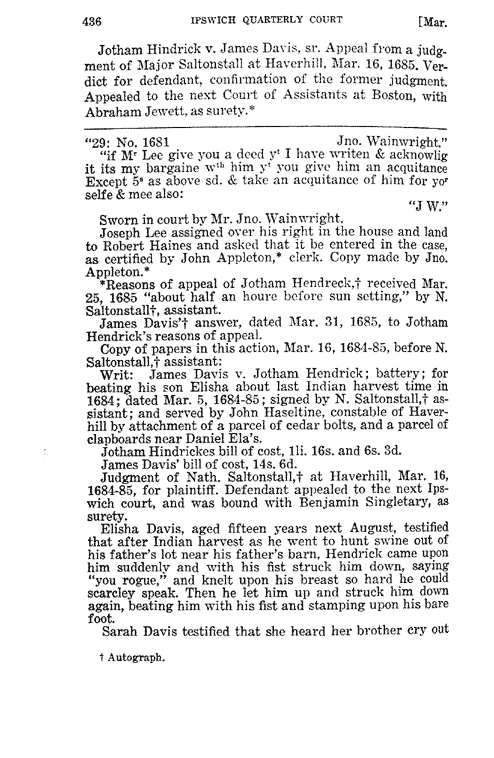 436 IPSWICH QUARTERLY COURT [Mar.
Jotham Hindrick v. James Davis, sr. Appeal from a judg-
ment of Major Saltonstall at Haverhill, Mar. 16, 1685. Ver-
dict for defendant, confirmation of the former judgment.
Appealed to the next Court of Assistants at Boston, with
Abraham Jewett, as surety.*
"29: No. 1681 Jno. Wainwright."
"if Mʳ Lee give you a deed yᵗ I have writen & acknowlig
it its my bargaine wᵗʰ him yᵗ you give him an acquitance
Except 5ˢ as above sd. & take an acquitance of him for yoʳ
selfe & mee also:
"J W."
Sworn in court by Mr. Jno. Wainwright.
Joseph Lee assigned over his right in the house and land
to Robert Haines and asked that it be entered in the case,
as certified by John Appleton,* clerk. Copy made by Jno.
Appleton.*
*Reasons of appeal of Jotham Hendreck,† received Mar.
25, 1685 "about half an houre before sun setting," by N.
Saltonstall†, assistant.
James Davis'† answer, dated Mar. 31, 1685, to Jotham
Hendrick's reasons of appeal.
Copy of papers in this action, Mar. 16, 1684-85, before N.
Saltonstall,† assistant:
Writ: James Davis v. Jotham Hendrick; battery; for
beating his son Elisha about last Indian harvest time in
1684; dated Mar. 5, 1684-85; signed by N. Saltonstall,† as-
sistant; and served by John Haseltine, constable of Haver-
hill by attachment of a parcel of cedar bolts, and a parcel of
clapboards near Daniel Ela's.
Jotham Hindrickes bill of cost, 1li. 16s. and 6s. 3d.
James Davis' bill of cost, 14s. 6d.
Judgment of Nath. Saltonstall,† at Haverhill, Mar. 16,
1684-85, for plaintiff. Defendant appealed to the next Ips-
wich court, and was bound with Benjamin Singletary, as
surety.
Elisha Davis, aged fifteen years next August, testified
that after Indian harvest as he went to hunt swine out of
his father's lot near his father's barn, Hendrick came upon
him suddenly and with his fist struck him down, saying
"you rogue," and knelt upon his breast so hard he could
scarcley speak. Then he let him up and struck him down
again, beating him with his fist and stamping upon his bare
foot.
Sarah Davis testified that she heard her brother cry out
† Autograph.